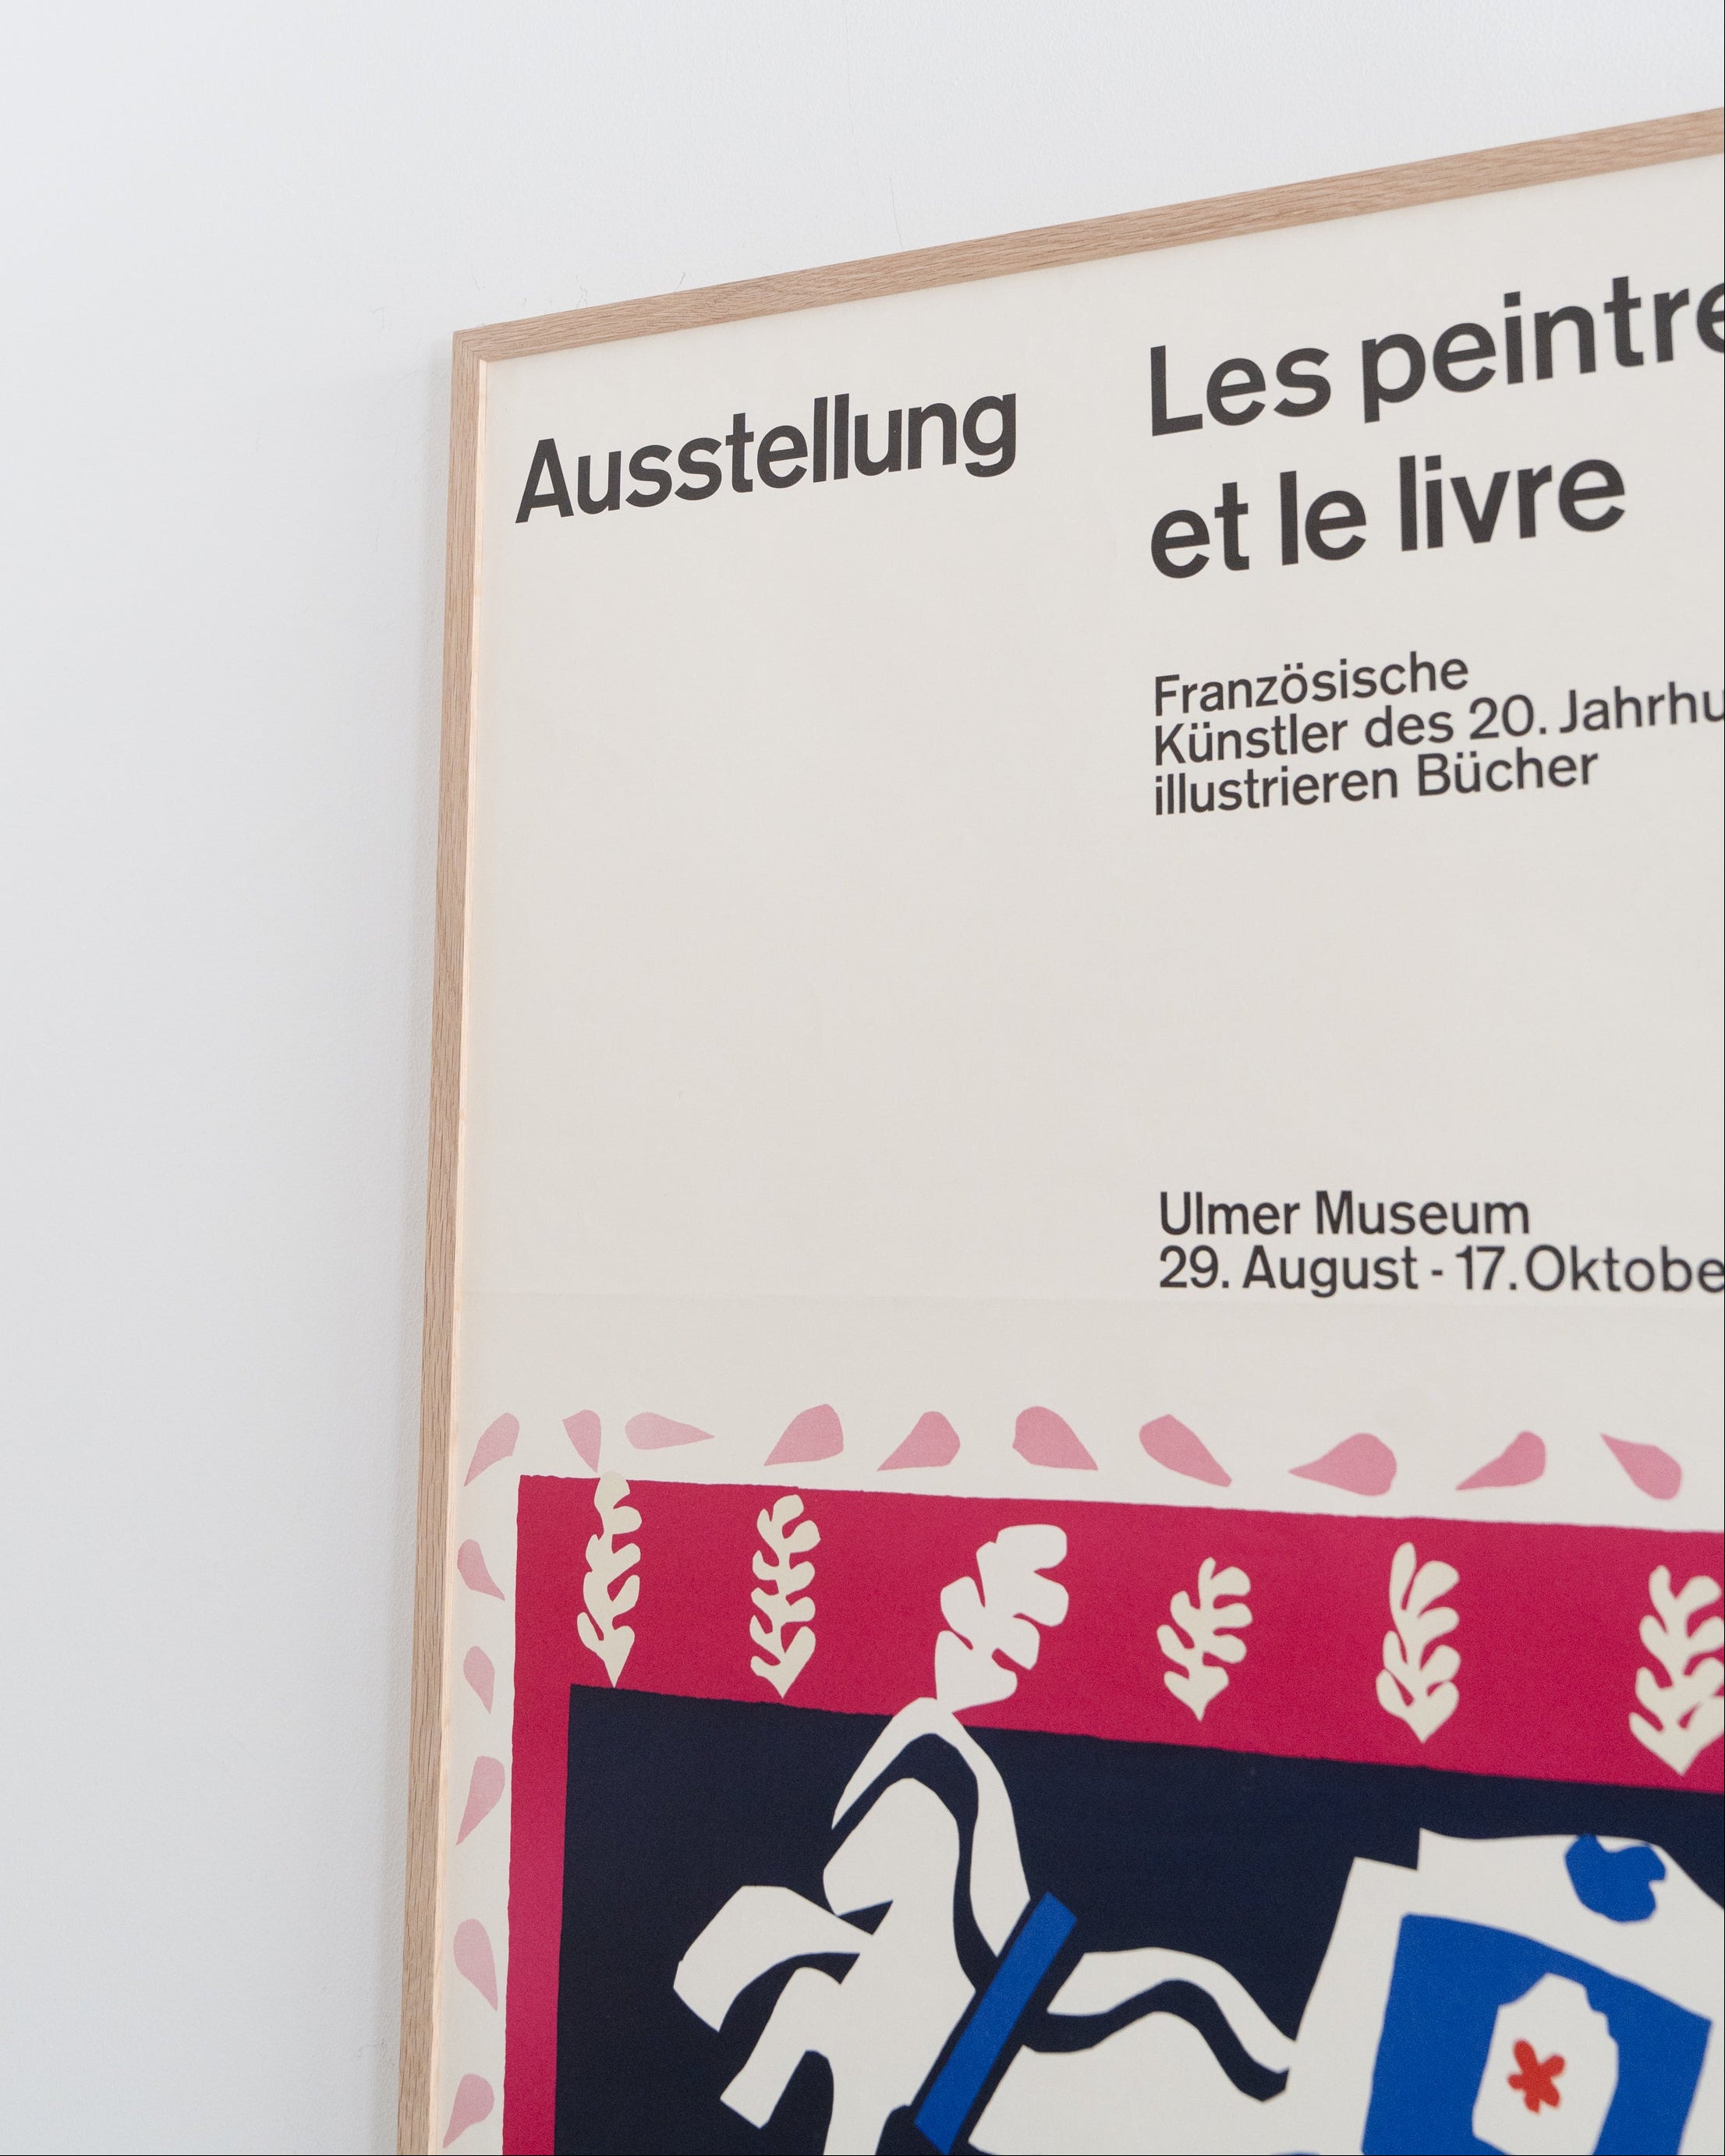 Ausstellung
Les peintre
et le livre
Französische
Künstler des 20. Jahrhu
illustrieren Bücher
Ulmer Museum
29. August - 17. Oktobe